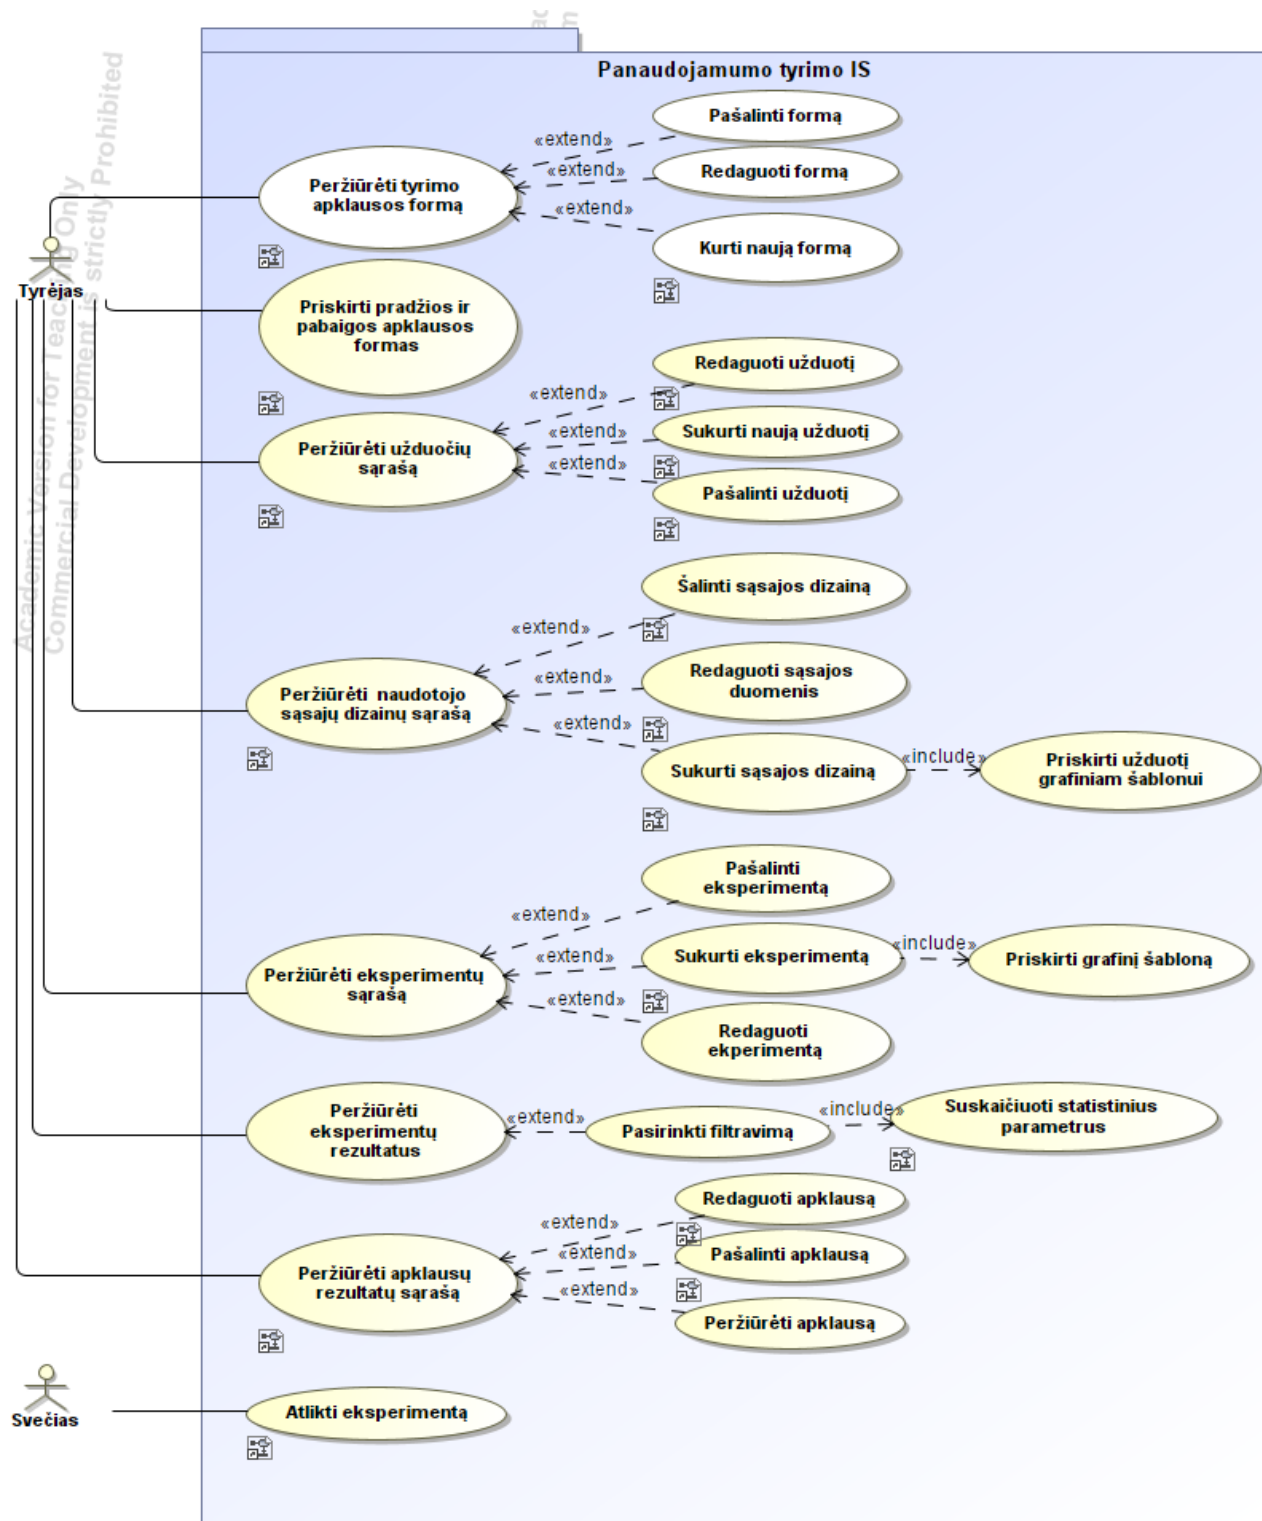 Panaudojamumo tyrimo IS
Academic Version for Teaching Only
Commercial Development is strictly Prohibited
Tyrėjas
Peržiūrėti tyrimo
apklausos formą
«extend»
Pašalinti formą
«extend»
Redaguoti formą
«extend»
Kurti naują formą
Priskirti pradžios ir
pabaigos apklausos
formas
Peržiūrėti užduočių
sąrašą
«extend»
Redaguoti užduotį
«extend»
Sukurti naują užduotį
«extend»
Pašalinti užduotį
Peržiūrėti naudotojo
sąsajų dizainų sąrašą
«extend»
Šalinti sąsajos dizainą
«extend»
Redaguoti sąsajos
duomenis
«extend»
Sukurti sąsajos dizainą
«include»
Priskirti užduotį
grafiniam šablonui
Peržiūrėti eksperimentų
sąrašą
«extend»
Pašalinti
eksperimentą
«extend»
Sukurti eksperimentą
«include»
Priskirti grafinį šabloną
«extend»
Redaguoti
ekperimentą
Peržiūrėti
eksperimentų
rezultatus
«extend»
Pasirinkti filtravimą
«include»
Suskaičiuoti statistinius
parametrus
Peržiūrėti apklausų
rezultatų sąrašą
«extend»
Redaguoti apklausą
«extend»
Pašalinti apklausą
«extend»
Peržiūrėti apklausą
Svečias
Atlikti eksperimentą